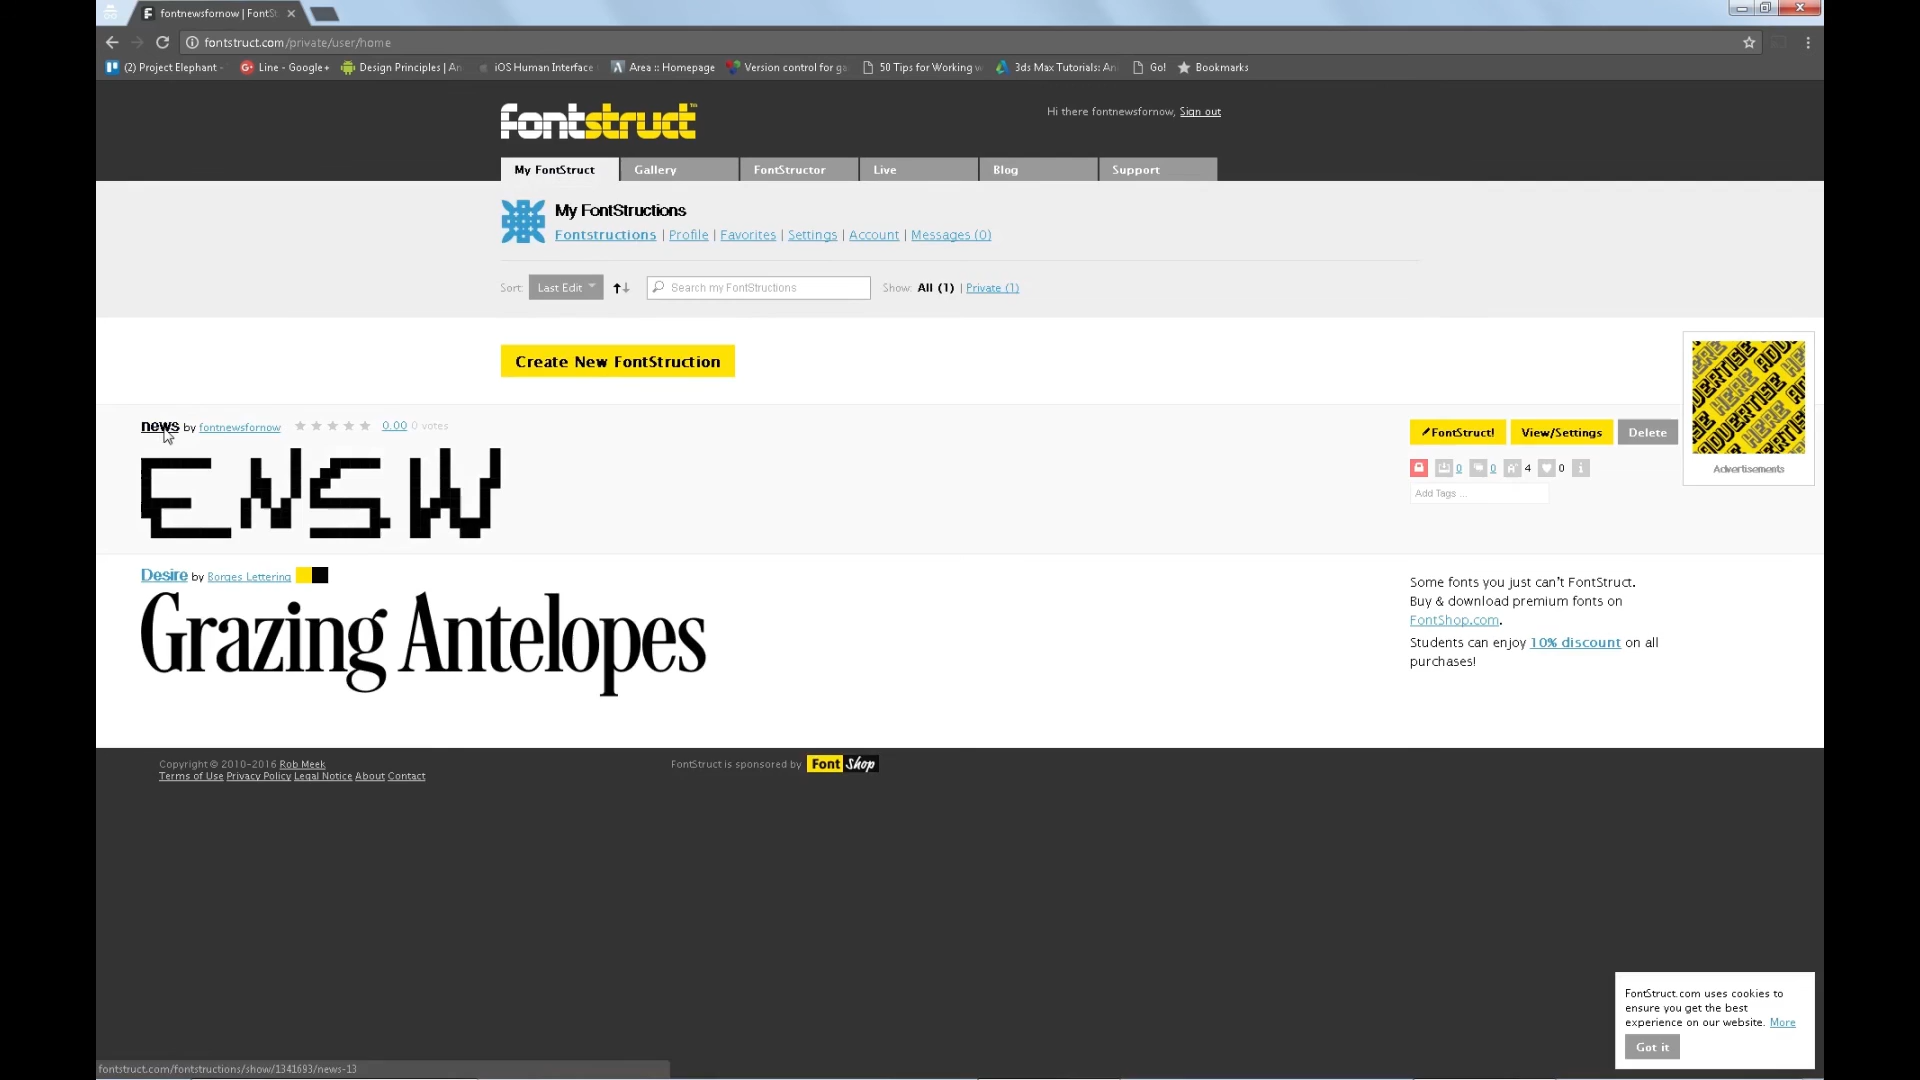 fontnewsfornow | FontSt
fontstruct.com/private/user/home
(2) Project Elephant - Line - Google+ Design Principles | An iOS Human Interface Area :: Homepage Version control for ga 50 Tips for Working w 3ds Max Tutorials: An Go! Bookmarks
fontstruct™
Hi there fontnewsfornow, Sign out
My FontStruct Gallery FontStructor Live Blog Support
My FontStructions
Fontstructions | Profile | Favorites | Settings | Account | Messages (0)
Sort: Last Edit Search my FontStructions Show: All (1) | Private (1)
Create New FontStruction
news by fontnewsfornow 0.00 0 votes
FontStruct! View/Settings Delete
0 0 4 0
Add Tags ...
ENSW
ADVERTISE HERE
Advertisements
Desire by Borges Lettering
Grazing Antelopes
Some fonts you just can't FontStruct.
Buy & download premium fonts on
FontShop.com.
Students can enjoy 10% discount on all
purchases!
Copyright © 2010-2016 Rob Meek
Terms of Use Privacy Policy Legal Notice About Contact
FontStruct is sponsored by Font Shop
FontStruct.com uses cookies to
ensure you get the best
experience on our website. More
Got it
fontstruct.com/fontstructions/show/1341693/news-13